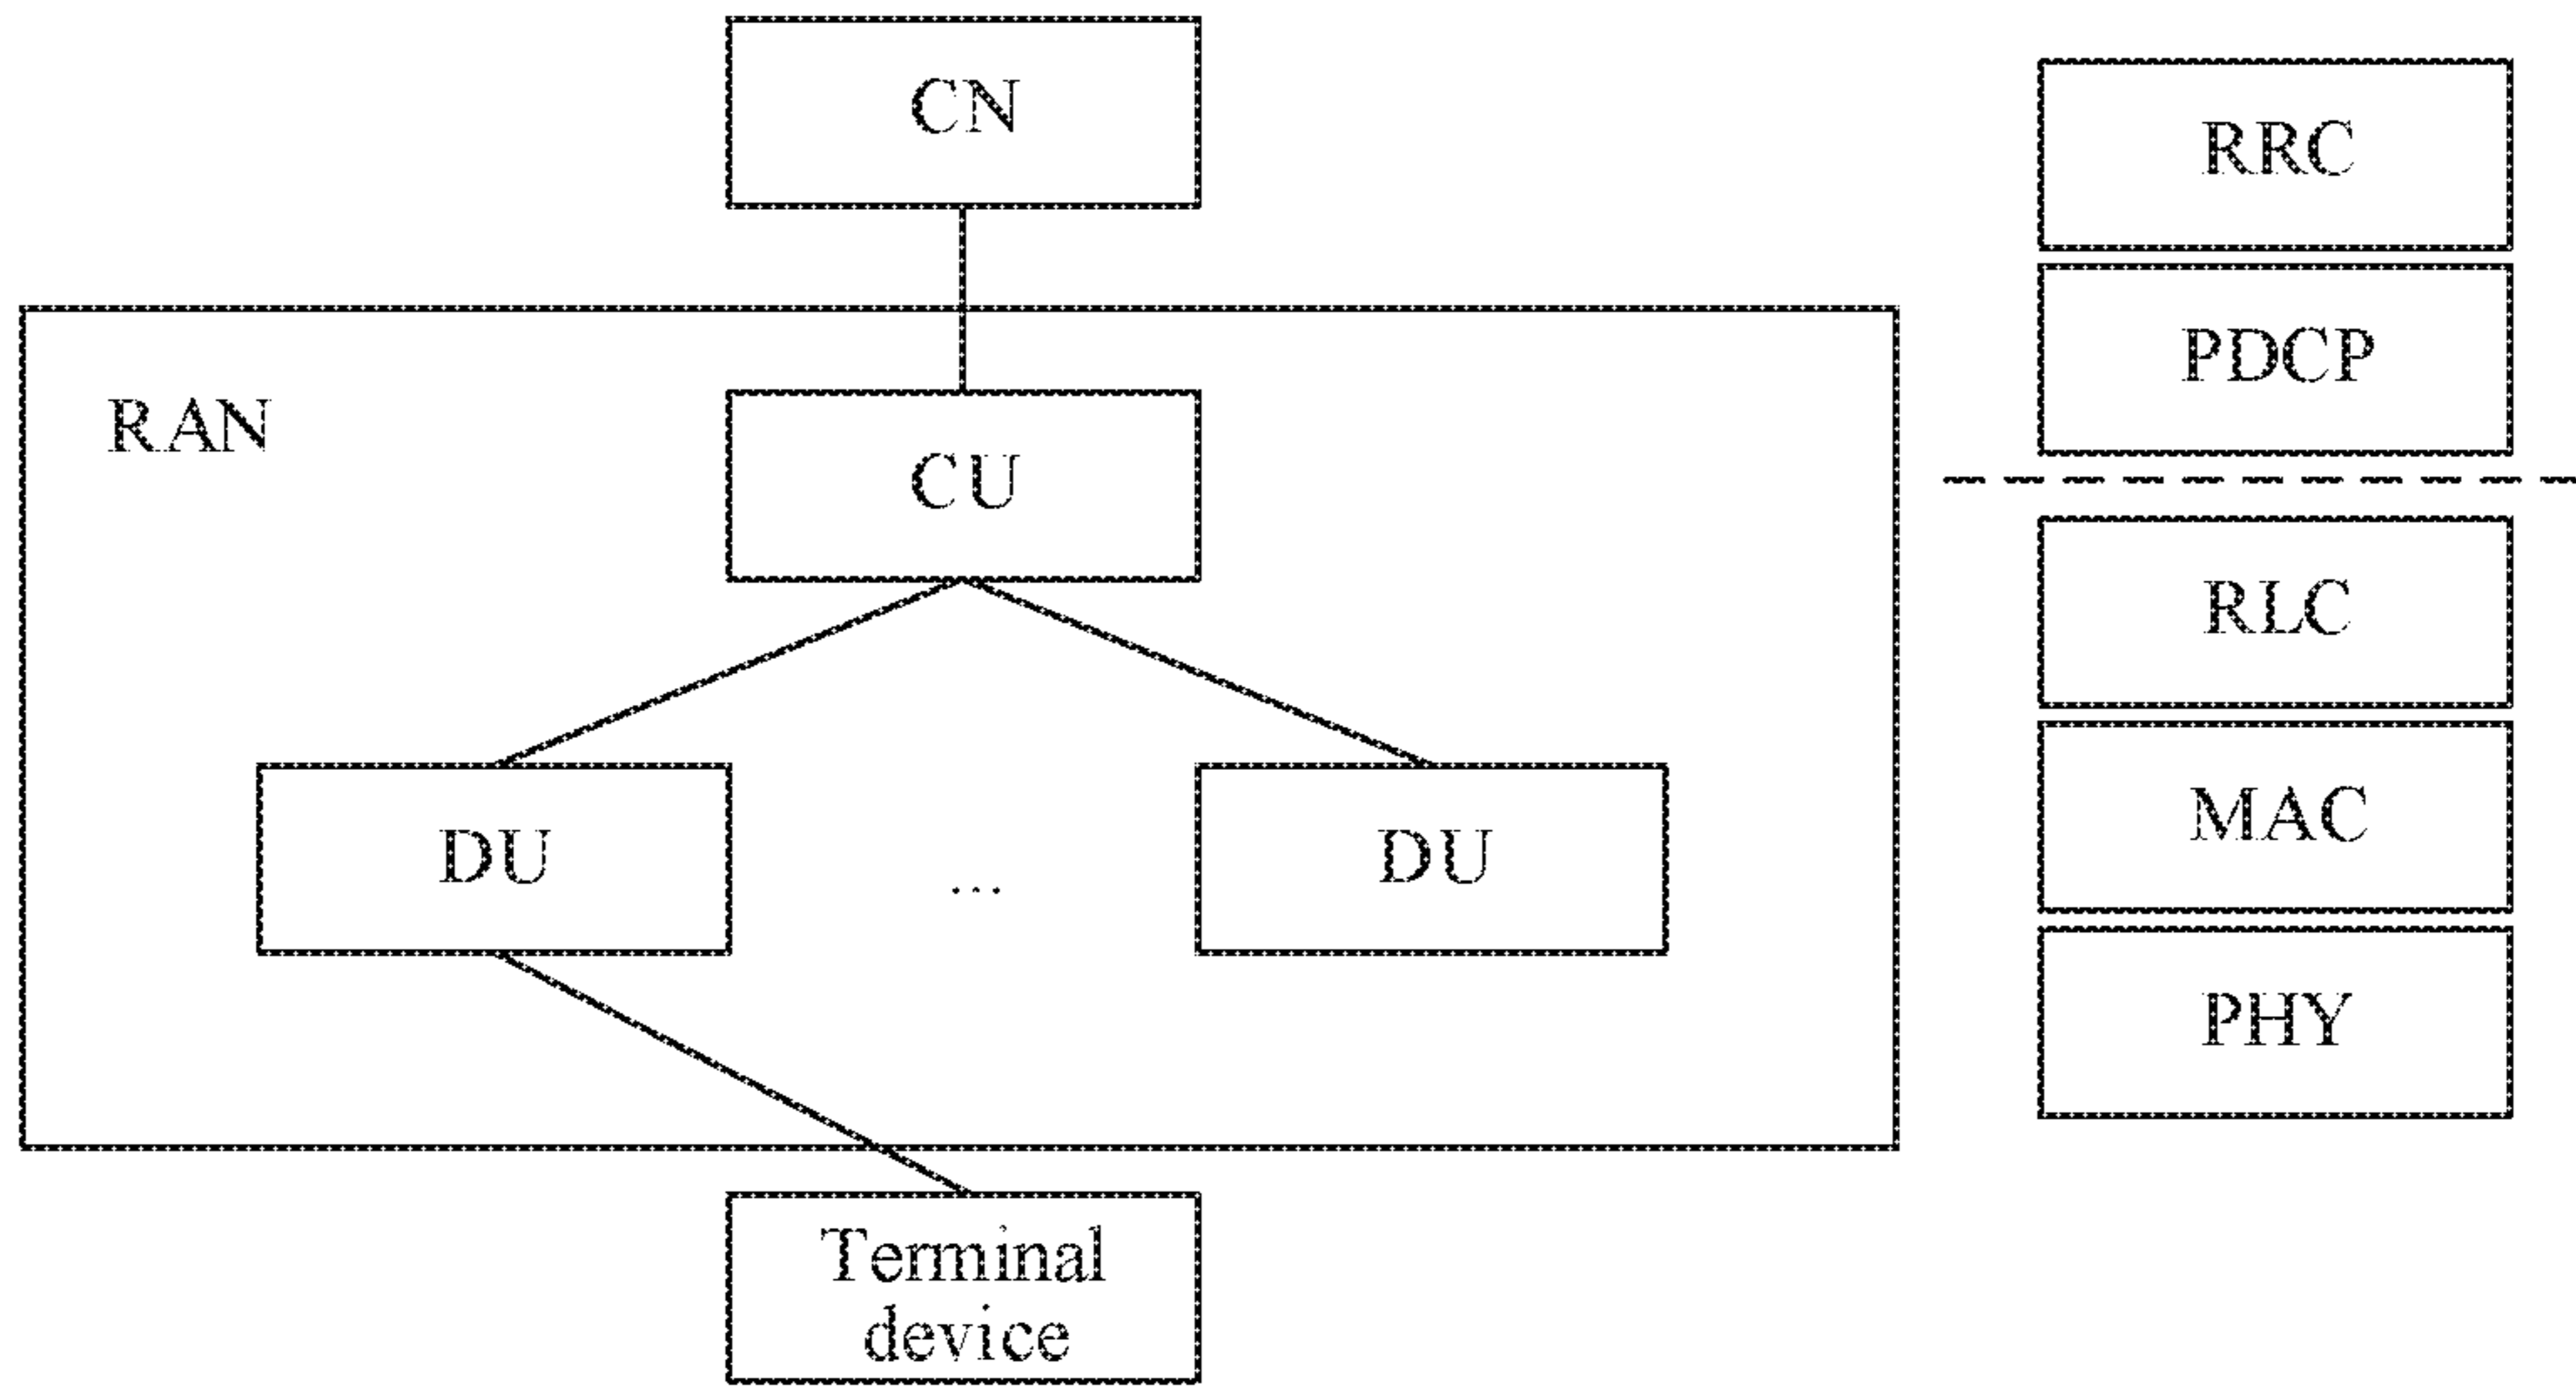 CN
RAN
CU
DU
...
DU
Terminal
device
RRC
PDCP
RLC
MAC
PHY